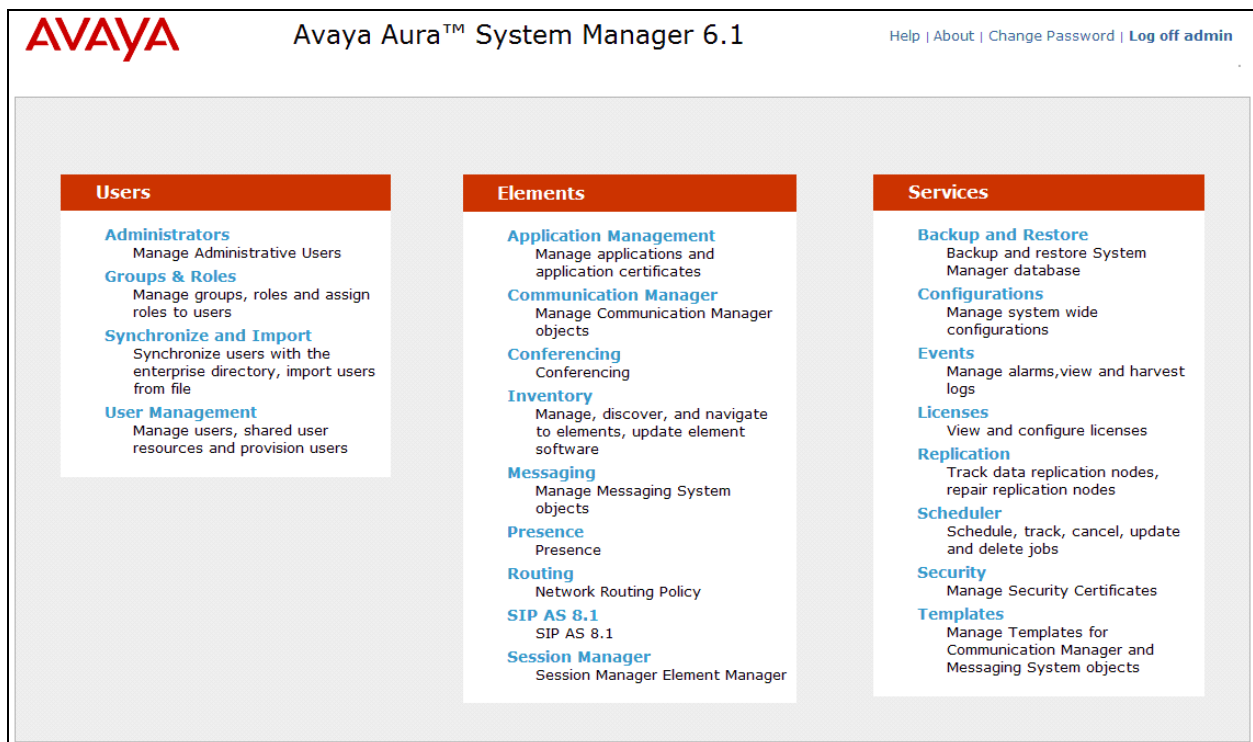 AVAYA
Avaya Aura™ System Manager 6.1
Help | About | Change Password | Log off admin
Users
Administrators
Manage Administrative Users
Groups & Roles
Manage groups, roles and assign
roles to users
Synchronize and Import
Synchronize users with the
enterprise directory, import users
from file
User Management
Manage users, shared user
resources and provision users
Elements
Application Management
Manage applications and
application certificates
Communication Manager
Manage Communication Manager
objects
Conferencing
Conferencing
Inventory
Manage, discover, and navigate
to elements, update element
software
Messaging
Manage Messaging System
objects
Presence
Presence
Routing
Network Routing Policy
SIP AS 8.1
SIP AS 8.1
Session Manager
Session Manager Element Manager
Services
Backup and Restore
Backup and restore System
Manager database
Configurations
Manage system wide
configurations
Events
Manage alarms,view and harvest
logs
Licenses
View and configure licenses
Replication
Track data replication nodes,
repair replication nodes
Scheduler
Schedule, track, cancel, update
and delete jobs
Security
Manage Security Certificates
Templates
Manage Templates for
Communication Manager and
Messaging System objects